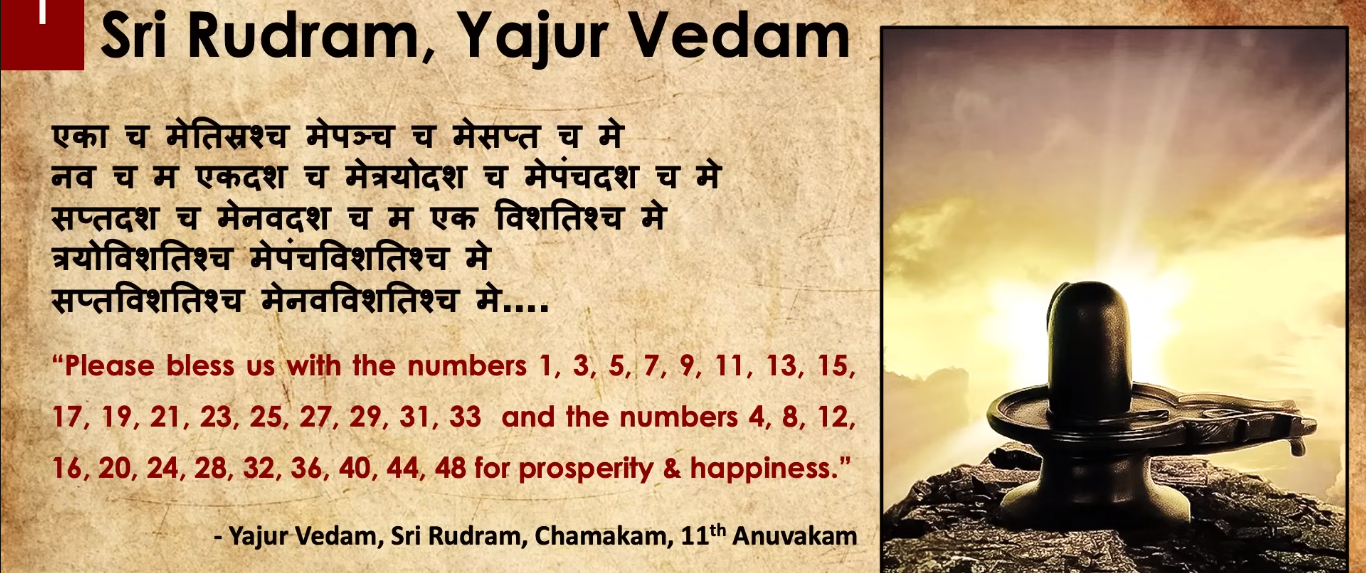 Sri Rudram, Yajur Vedam
एका च मेतिस्रश्च मेपञ्च च मेसप्त च मे
नव च म एकदश च मेत्रयोदश च मेपंचदश च मे
सप्तदश च मेनवदश च म एक विशतिश्च मे
त्रयोविशतिश्च मेपंचविशतिश्च मे
सप्तविशतिश्च मेनवविशतिश्च मे....
“Please bless us with the numbers 1, 3, 5, 7, 9, 11, 13, 15,
17, 19, 21, 23, 25, 27, 29, 31, 33 and the numbers 4, 8, 12,
16, 20, 24, 28, 32, 36, 40, 44, 48 for prosperity & happiness.”
- Yajur Vedam, Sri Rudram, Chamakam, 11th Anuvakam